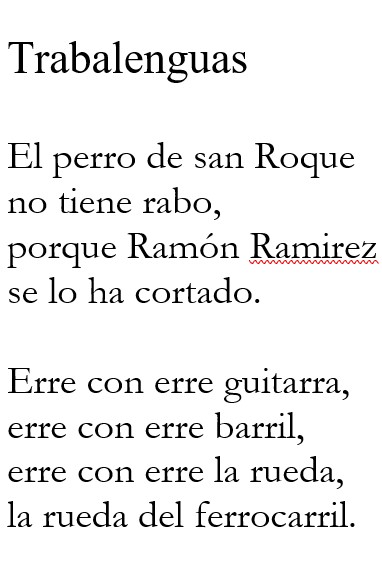 Trabalenguas
El perro de san Roque
no tiene rabo,
porque Ramón Ramirez
se lo ha cortado.
Erre con erre guitarra,
erre con erre barril,
erre con erre la rueda,
la rueda del ferrocarril.